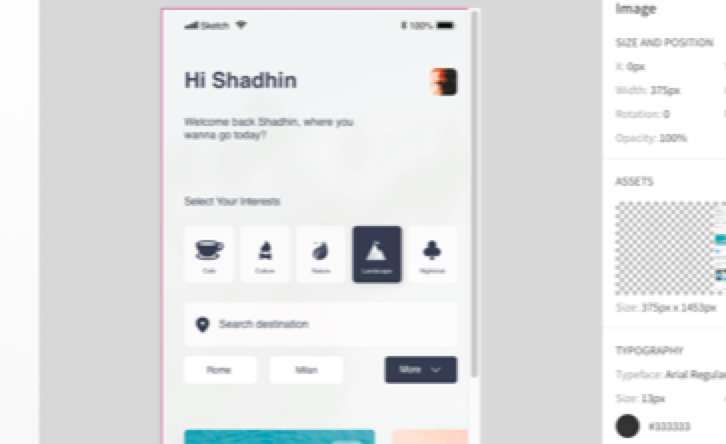 Sketch
100%
Hi Shadhin
Welcome back Shadhin, where you
wanna go today?
Select Your Interests
Cafe
Culture
Nature
Landscape
Search destination
Rome
Milan
More
Image
SIZE AND POSITION
X: 0px
Width: 375px
Rotation: 0
Opacity: 100%
ASSETS
Size: 375px x 1453px
TYPOGRAPHY
Typeface: Arial Regular
Size: 13px
#333333